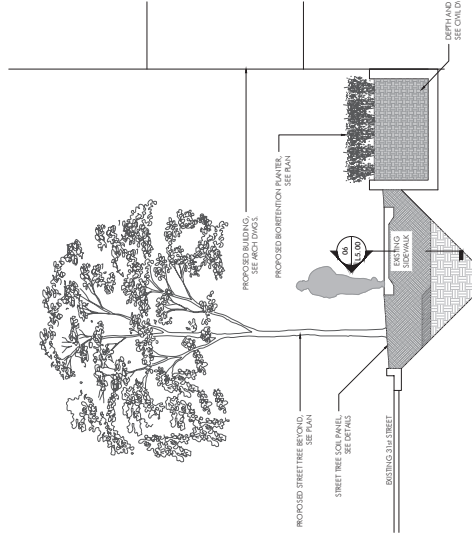 PROPOSED BUILDING,
SEE ARCH DWGS.
PROPOSED BIORETENTION PLANTER,
SEE PLAN
DEPTH AND
SEE CIVIL DW
06
L5.00
EXISTING
SIDEWALK
PROPOSED STREET TREE BEYOND,
SEE PLAN
STREET TREE SOIL PANEL,
SEE DETAILS
EXISTING 31st STREET